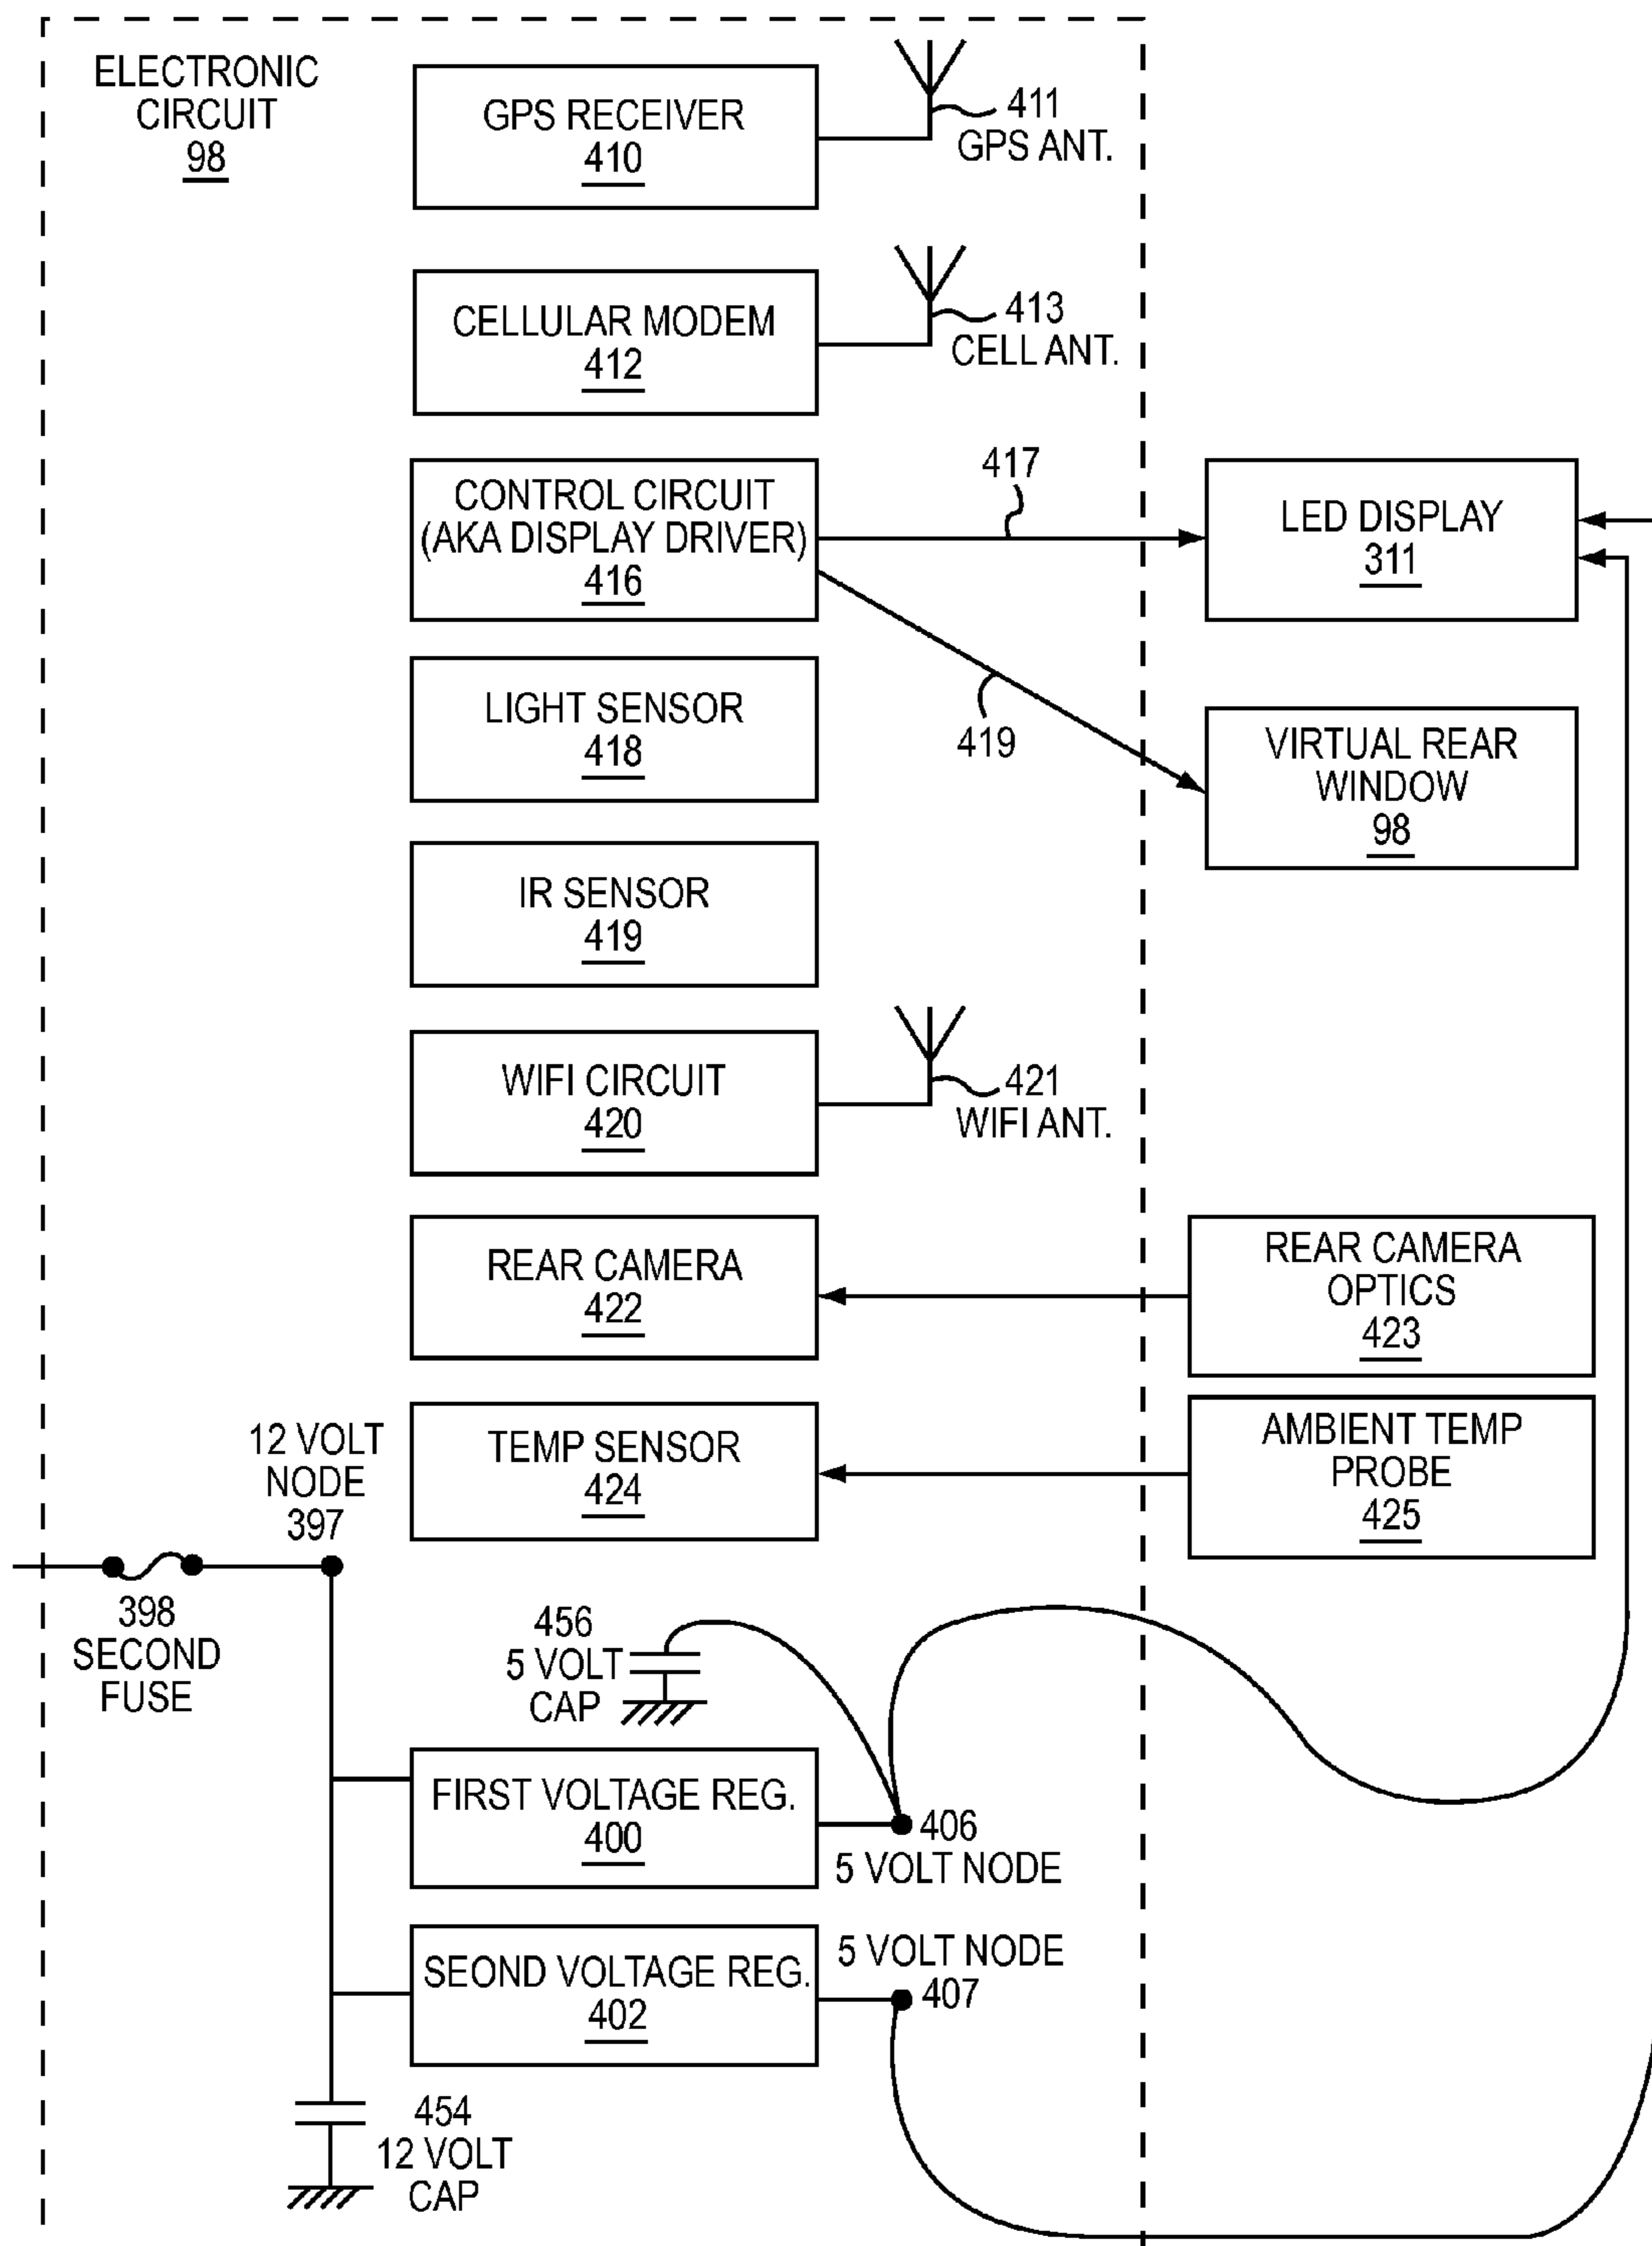 ELECTRONIC
CIRCUIT
98
GPS RECEIVER
410
411
GPS ANT.
CELLULAR MODEM
412
413
CELL ANT.
CONTROL CIRCUIT
(AKA DISPLAY DRIVER)
416
417
LED DISPLAY
311
LIGHT SENSOR
418
419
VIRTUAL REAR
WINDOW
98
IR SENSOR
419
WIFI CIRCUIT
420
421
WIFI ANT.
REAR CAMERA
422
REAR CAMERA
OPTICS
423
12 VOLT
NODE
397
TEMP SENSOR
424
AMBIENT TEMP
PROBE
425
398
SECOND
FUSE
456
5 VOLT
CAP
FIRST VOLTAGE REG.
400
406
5 VOLT NODE
SEOND VOLTAGE REG.
402
5 VOLT NODE
407
454
12 VOLT
CAP